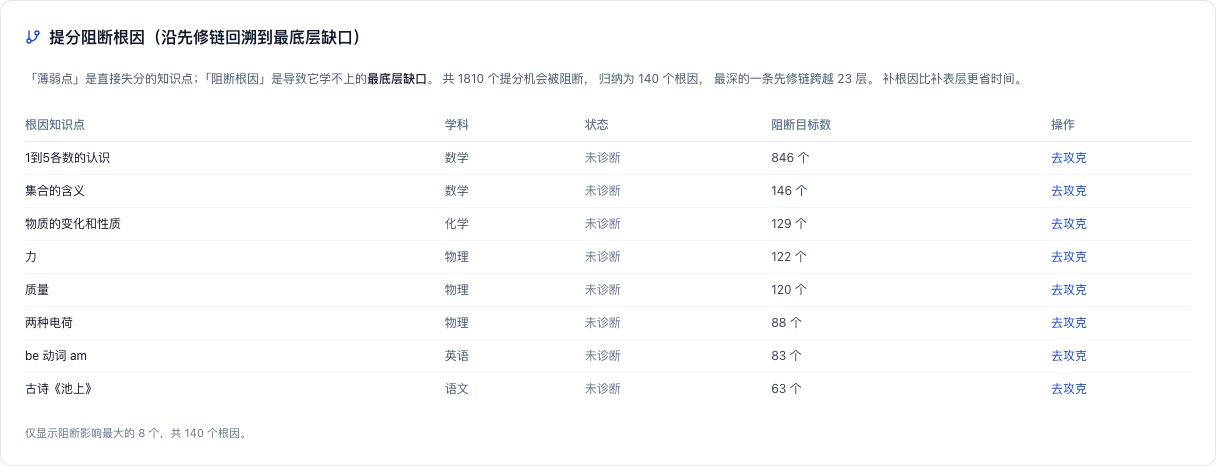 提分阻断根因（沿先修链回溯到最底层缺口）
「薄弱点」是直接失分的知识点；「阻断根因」是导致它学不上的最底层缺口。 共 1810 个提分机会被阻断， 归纳为 140 个根因， 最深的一条先修链跨越 23 层。 补根因比补表层更省时间。
根因知识点 学科 状态 阻断目标数 操作
1到5各数的认识 数学 未诊断 846 个 去攻克
集合的含义 数学 未诊断 146 个 去攻克
物质的变化和性质 化学 未诊断 129 个 去攻克
力 物理 未诊断 122 个 去攻克
质量 物理 未诊断 120 个 去攻克
两种电荷 物理 未诊断 88 个 去攻克
be 动词 am 英语 未诊断 83 个 去攻克
古诗《池上》 语文 未诊断 63 个 去攻克
仅显示阻断影响最大的 8 个，共 140 个根因。